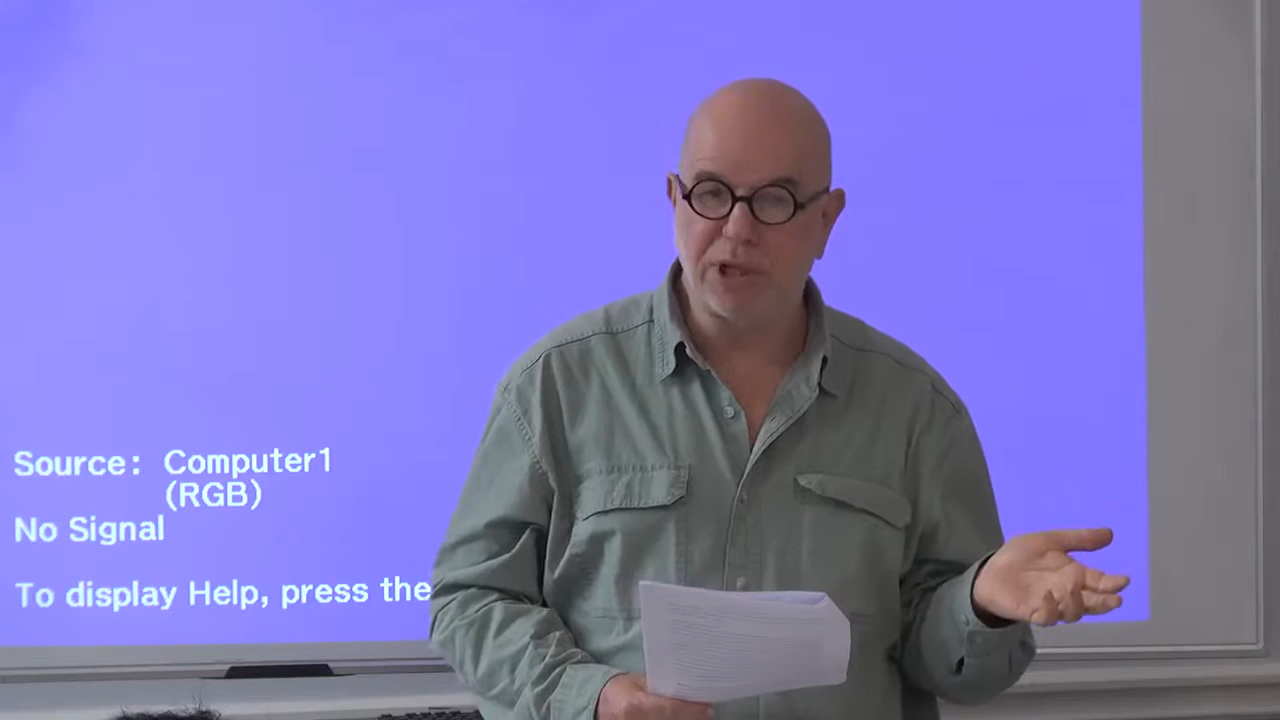 Source: Computer1
(RGB)
No Signal
To display Help, press the